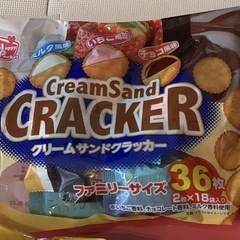 ミルク風味
いちご風味
チョコ風味
CreamSand
CRACKER
クリームサンドクラッカー
ファミリーサイズ
36枚
2枚×18袋入り